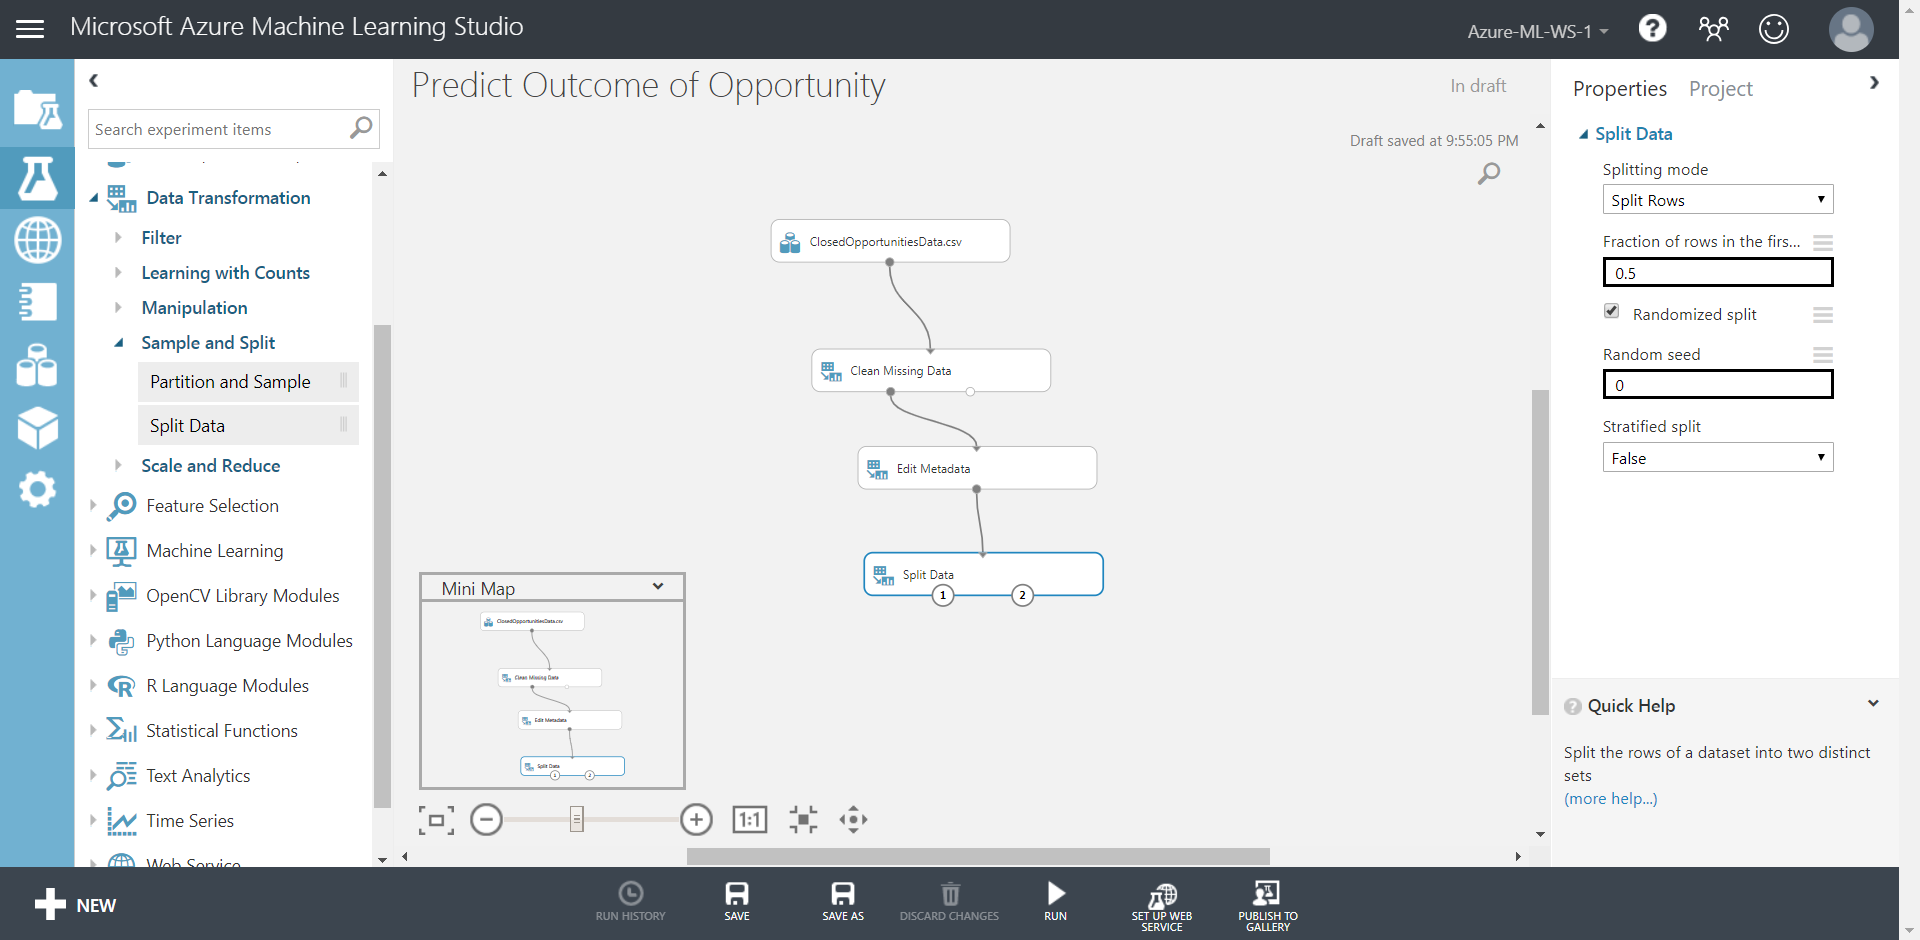 Microsoft Azure Machine Learning Studio
Azure-ML-WS-1
?
Search experiment items
Data Transformation
Filter
Learning with Counts
Manipulation
Sample and Split
Partition and Sample
Split Data
Scale and Reduce
Feature Selection
Machine Learning
OpenCV Library Modules
Python Language Modules
R Language Modules
Statistical Functions
Text Analytics
Time Series
Web Service
Predict Outcome of Opportunity
In draft
Draft saved at 9:55:05 PM
ClosedOpportunitiesData.csv
Clean Missing Data
Edit Metadata
Split Data
1
2
Mini Map
ClosedOpportunitiesData.csv
Clean Missing Data
Edit Metadata
Split Data
1
2
1:1
Properties
Project
Split Data
Splitting mode
Split Rows
Fraction of rows in the firs...
0.5
Randomized split
Random seed
0
Stratified split
False
? Quick Help
Split the rows of a dataset into two distinct
sets
(more help...)
NEW
RUN HISTORY
SAVE
SAVE AS
DISCARD CHANGES
RUN
SET UP WEB
SERVICE
PUBLISH TO
GALLERY